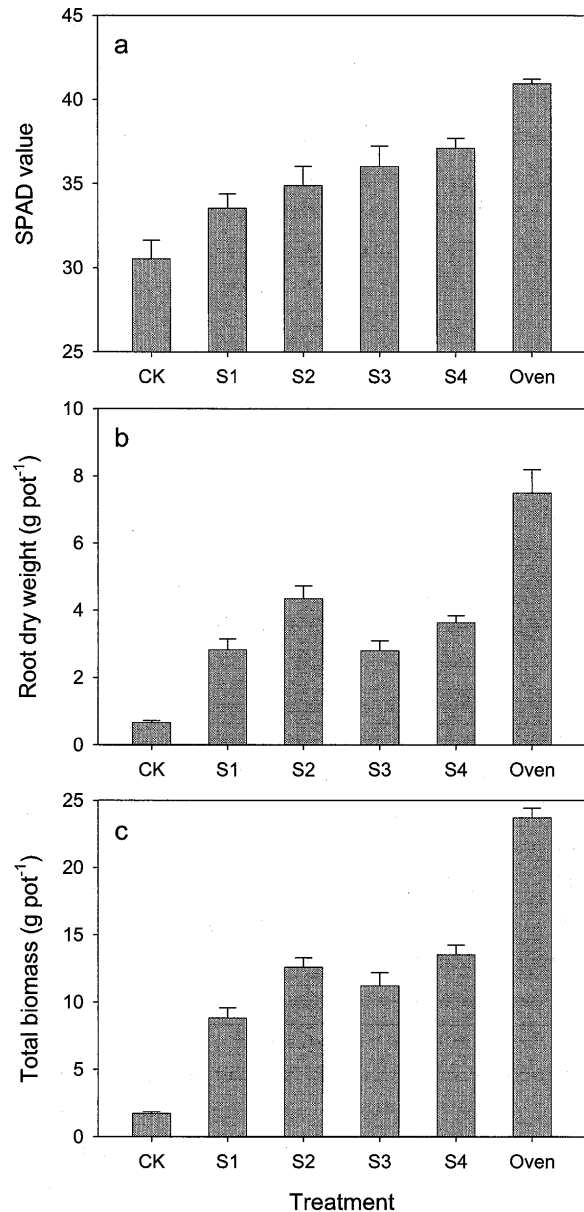 a
SPAD value
45
40
35
30
25
CK S1 S2 S3 S4 Oven
b
Root dry weight (g pot⁻¹)
10
8
6
4
2
0
CK S1 S2 S3 S4 Oven
c
Total biomass (g pot⁻¹)
25
20
15
10
5
0
CK S1 S2 S3 S4 Oven
Treatment